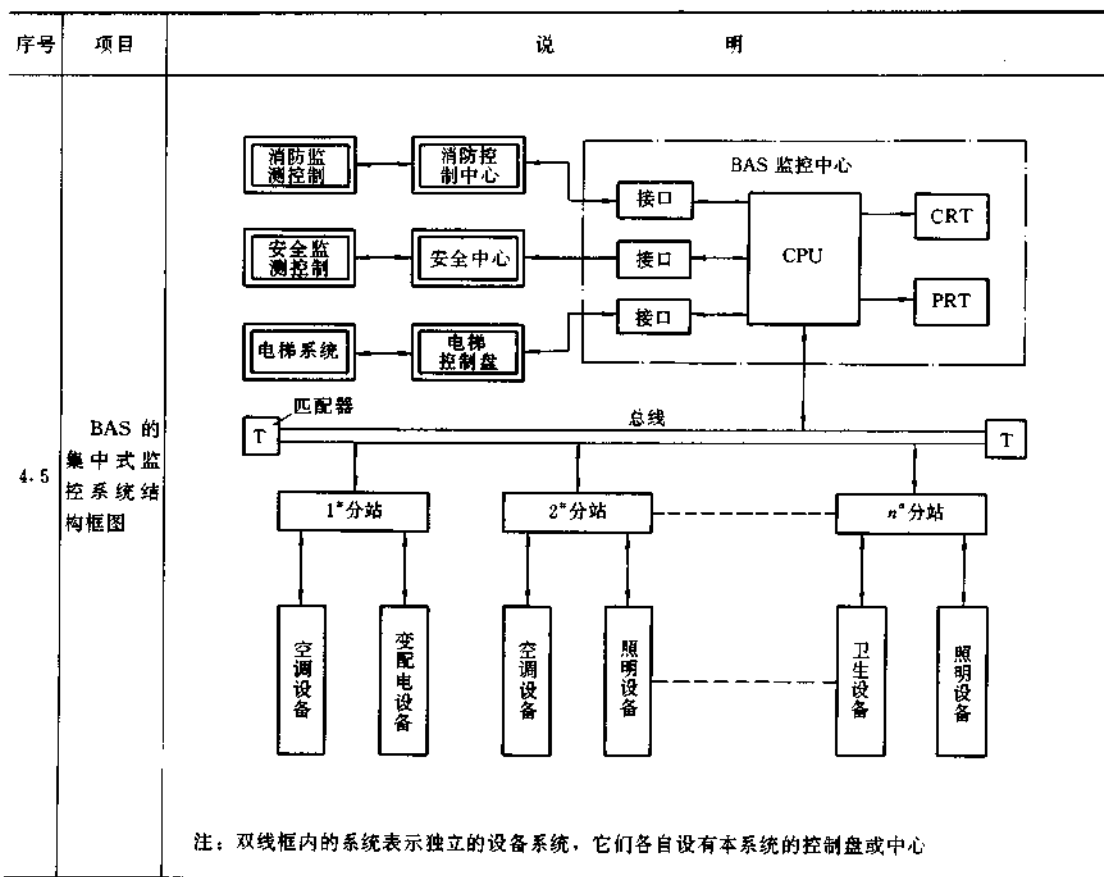 序号 项目 说 明
消防监测控制
消防控制中心
BAS 监控中心
接口
CRT
安全监测控制
安全中心
接口
CPU
接口
PRT
电梯系统
电梯控制盘
匹配器
总线
T
T
4.5
BAS 的
集中式监
控系统结
构框图
1#分站
2#分站
n#分站
空调设备
变配电设备
空调设备
照明设备
卫生设备
照明设备
注：双线框内的系统表示独立的设备系统，它们各自设有本系统的控制盘或中心